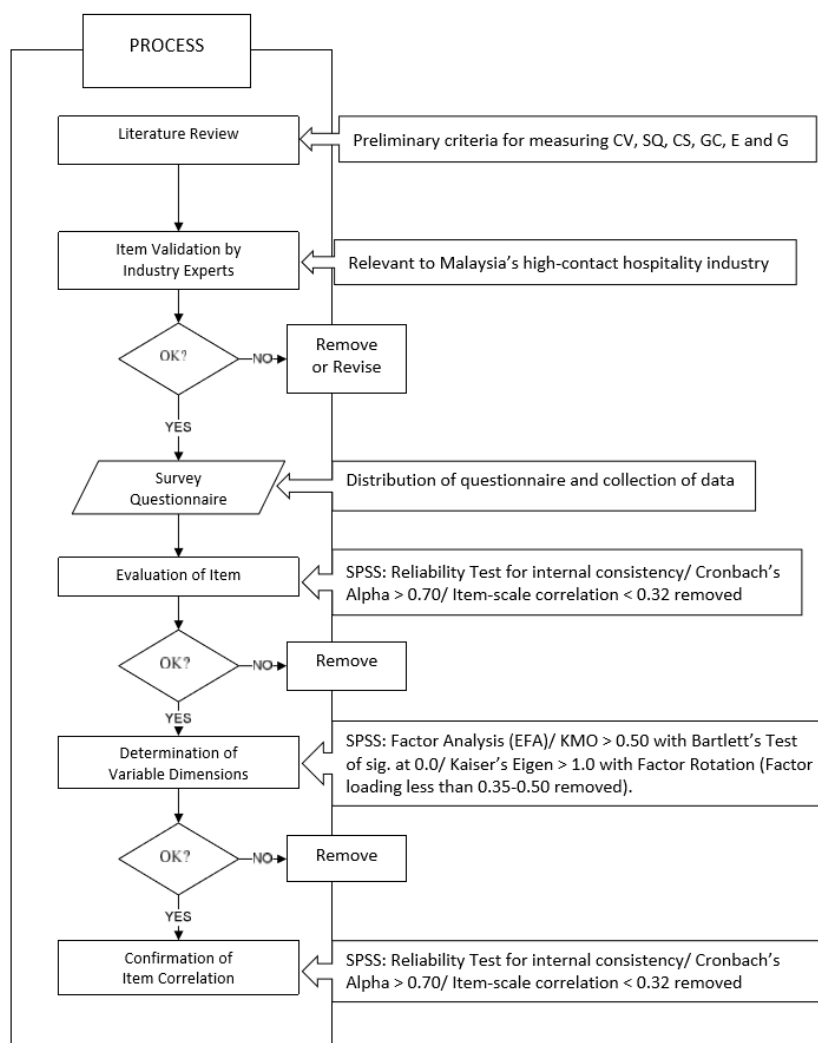 PROCESS
Literature Review
Preliminary criteria for measuring CV, SQ, CS, GC, E and G
Item Validation by
Industry Experts
Relevant to Malaysia's high-contact hospitality industry
OK?
NO
Remove
or Revise
YES
Survey
Questionnaire
Distribution of questionnaire and collection of data
Evaluation of Item
SPSS: Reliability Test for internal consistency/ Cronbach's
Alpha > 0.70/ Item-scale correlation < 0.32 removed
OK?
NO
Remove
YES
Determination of
Variable Dimensions
SPSS: Factor Analysis (EFA)/ KMO > 0.50 with Bartlett's Test
of sig. at 0.0/ Kaiser's Eigen > 1.0 with Factor Rotation (Factor
loading less than 0.35-0.50 removed).
OK?
NO
Remove
YES
Confirmation of
Item Correlation
SPSS: Reliability Test for internal consistency/ Cronbach's
Alpha > 0.70/ Item-scale correlation < 0.32 removed